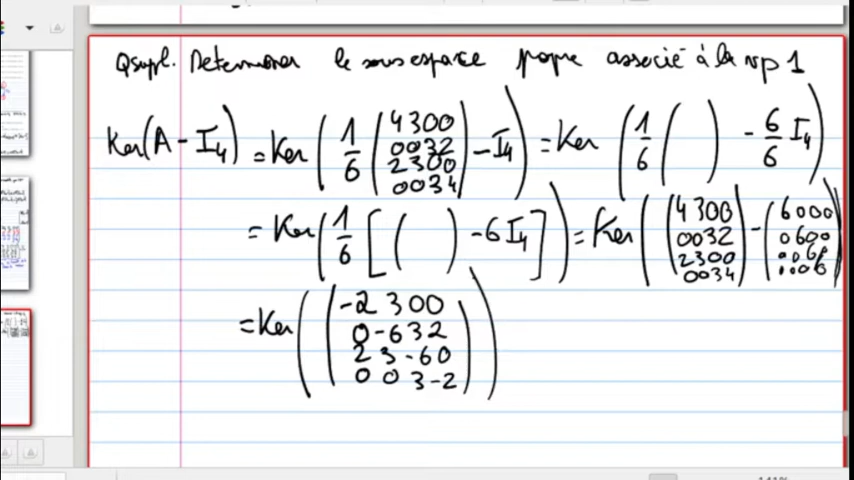 Qsupl. Determiner le sous espace propre associé à la vp 1
Ker(A - I4) = Ker ( 1/6 ( 4 3 0 0
0 0 3 2
2 3 0 0
0 0 3 4 ) - I4 ) = Ker ( 1/6 ( ) - 6/6 I4 )
= Ker ( 1/6 [ ( ) - 6 I4 ] ) = Ker ( ( 4 3 0 0
0 0 3 2
2 3 0 0
0 0 3 4 ) - ( 6 0 0 0
0 6 0 0
0 0 6 0
0 0 0 6 )
= Ker ( ( -2 3 0 0
0 -6 3 2
2 3 -6 0
0 0 3 -2 ) )